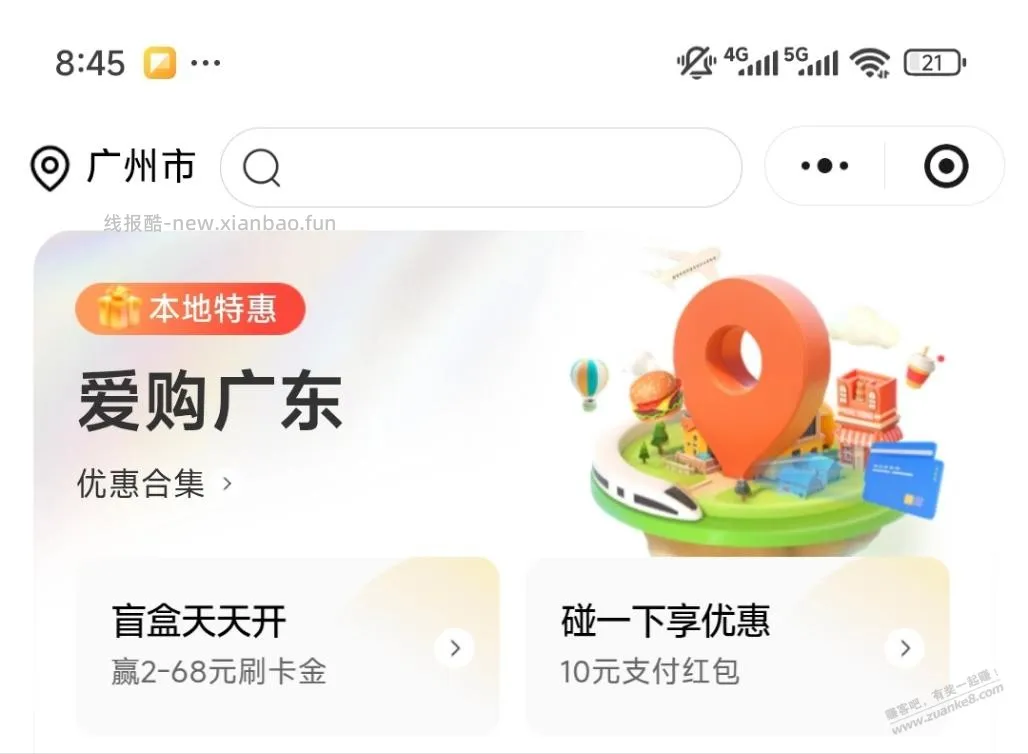 8:45
4G 5G 21
广州市
线报酷-new.xianbao.fun
本地特惠
爱购广东
优惠合集
盲盒天天开
碰一下享优惠
赢2-68元刷卡金
10元支付红包
赚客吧,有奖一起赚!
www.zuanke8.com